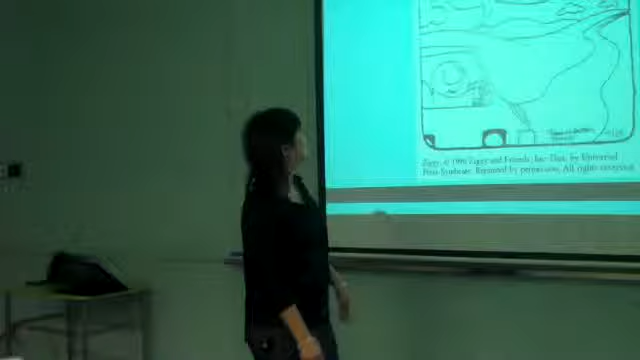 Ziggy © 1996 Ziggy and Friends, Inc. Dist. by Universal
Press Syndicate. Reprinted by permission. All rights reserved.